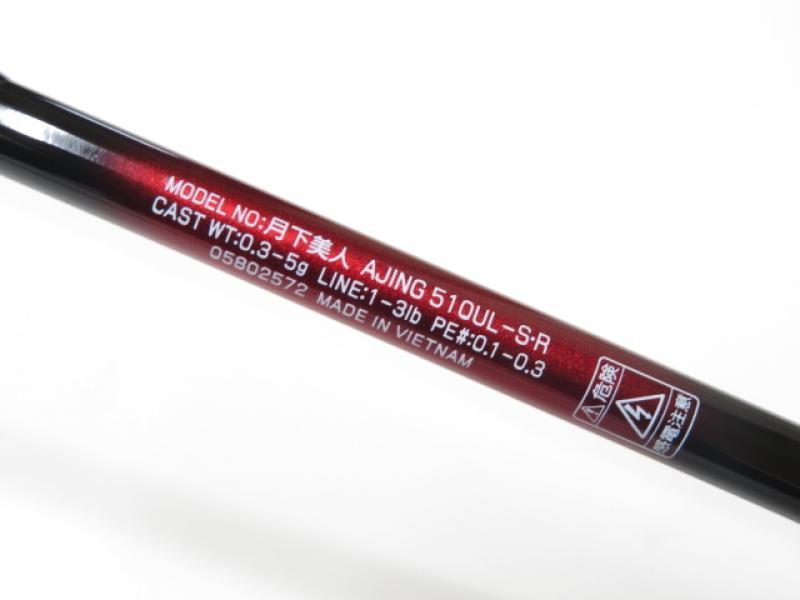 MODEL NO:月下美人 AJING 510UL-S・R
CAST WT:0.3-5g LINE:1-3lb PE#:0.1-0.3
05802572 MADE IN VIETNAM
危険
感電注意